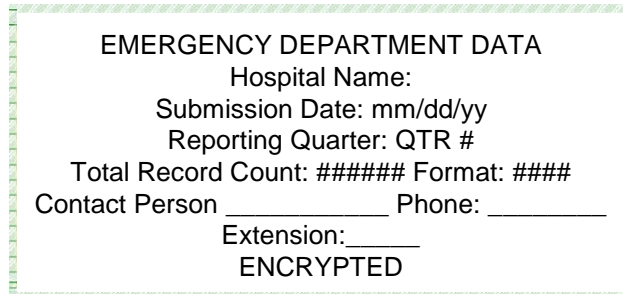 EMERGENCY DEPARTMENT DATA
Hospital Name:
Submission Date: mm/dd/yy
Reporting Quarter: QTR #
Total Record Count: ###### Format: ####
Contact Person ___________ Phone: ________
Extension:_____
ENCRYPTED